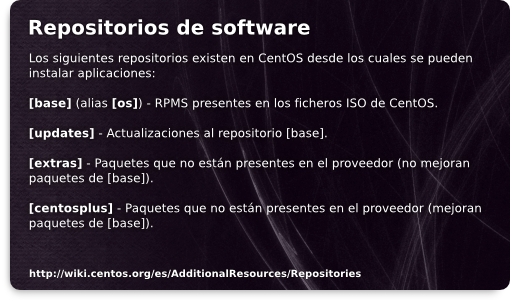 Repositorios de software
Los siguientes repositorios existen en CentOS desde los cuales se pueden
instalar aplicaciones:
[base] (alias [os]) - RPMS presentes en los ficheros ISO de CentOS.
[updates] - Actualizaciones al repositorio [base].
[extras] - Paquetes que no están presentes en el proveedor (no mejoran
paquetes de [base]).
[centosplus] - Paquetes que no están presentes en el proveedor (mejoran
paquetes de [base]).
http://wiki.centos.org/es/AdditionalResources/Repositories